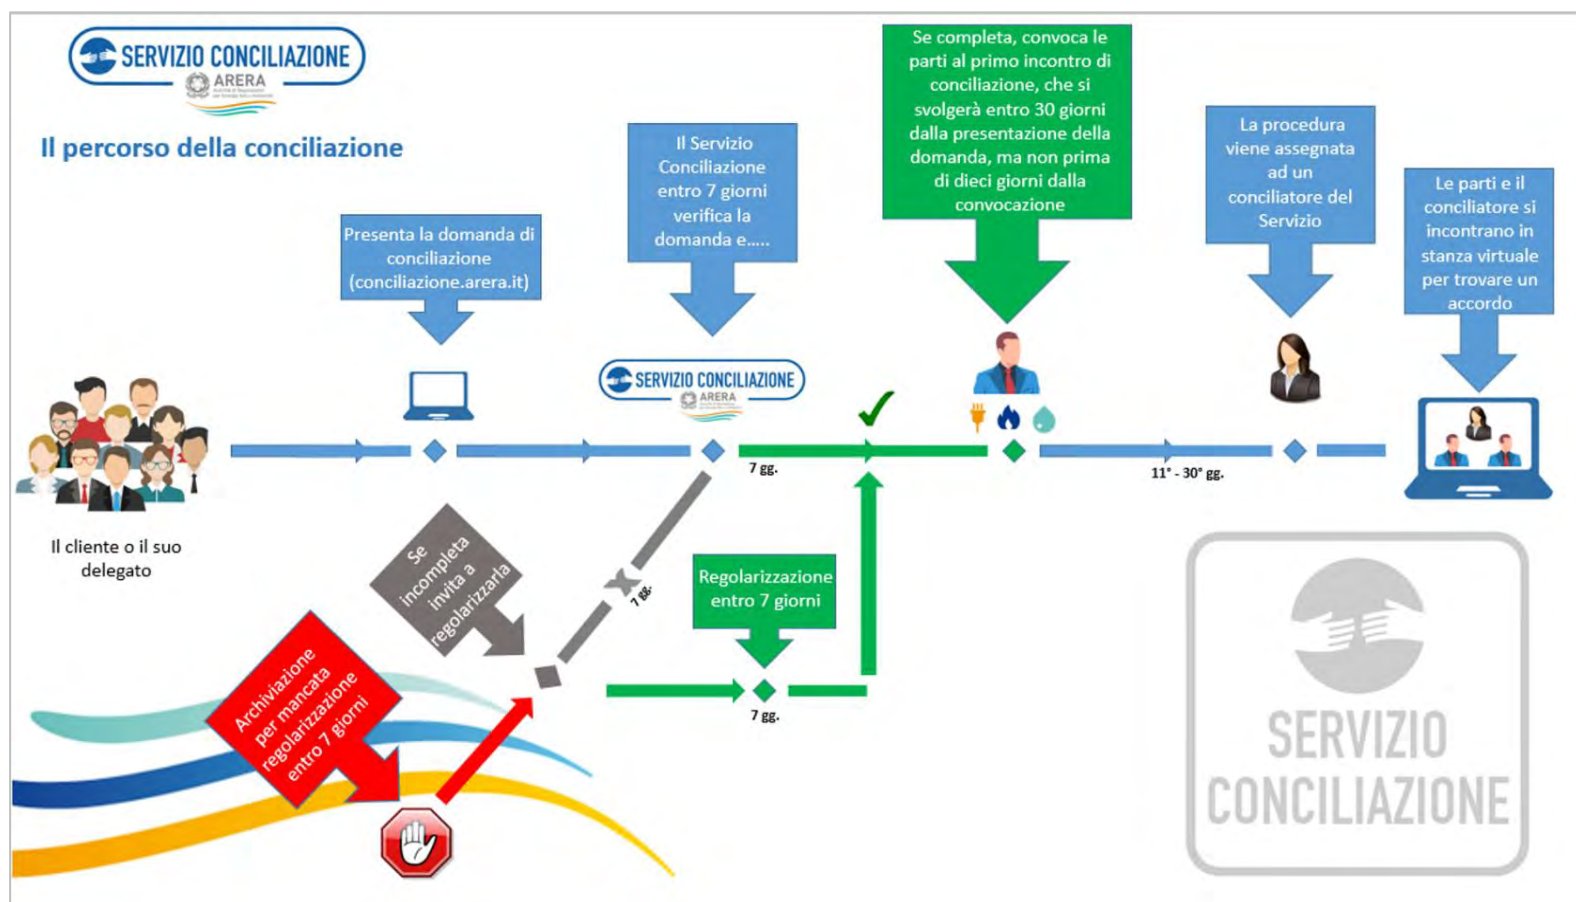 SERVIZIO CONCILIAZIONE
ARERA
Il percorso della conciliazione
Presenta la domanda di
conciliazione
(conciliazione.arera.it)
Il Servizio
Conciliazione
entro 7 giorni
verifica la
domanda e.....
Se completa, convoca le
parti al primo incontro di
conciliazione, che si
svolgerà entro 30 giorni
dalla presentazione della
domanda, ma non prima
di dieci giorni dalla
convocazione
La procedura
viene assegnata
ad un
conciliatore del
Servizio
Le parti e il
conciliatore si
incontrano in
stanza virtuale
per trovare un
accordo
SERVIZIO CONCILIAZIONE
ARERA
7 gg.
11° - 30° gg.
Il cliente o il suo
delegato
Se
incompleta
invita a
regolarizzarla
7 gg.
Regolarizzazione
entro 7 giorni
7 gg.
Archiviazione
per mancata
regolarizzazione
entro 7 giorni
SERVIZIO
CONCILIAZIONE